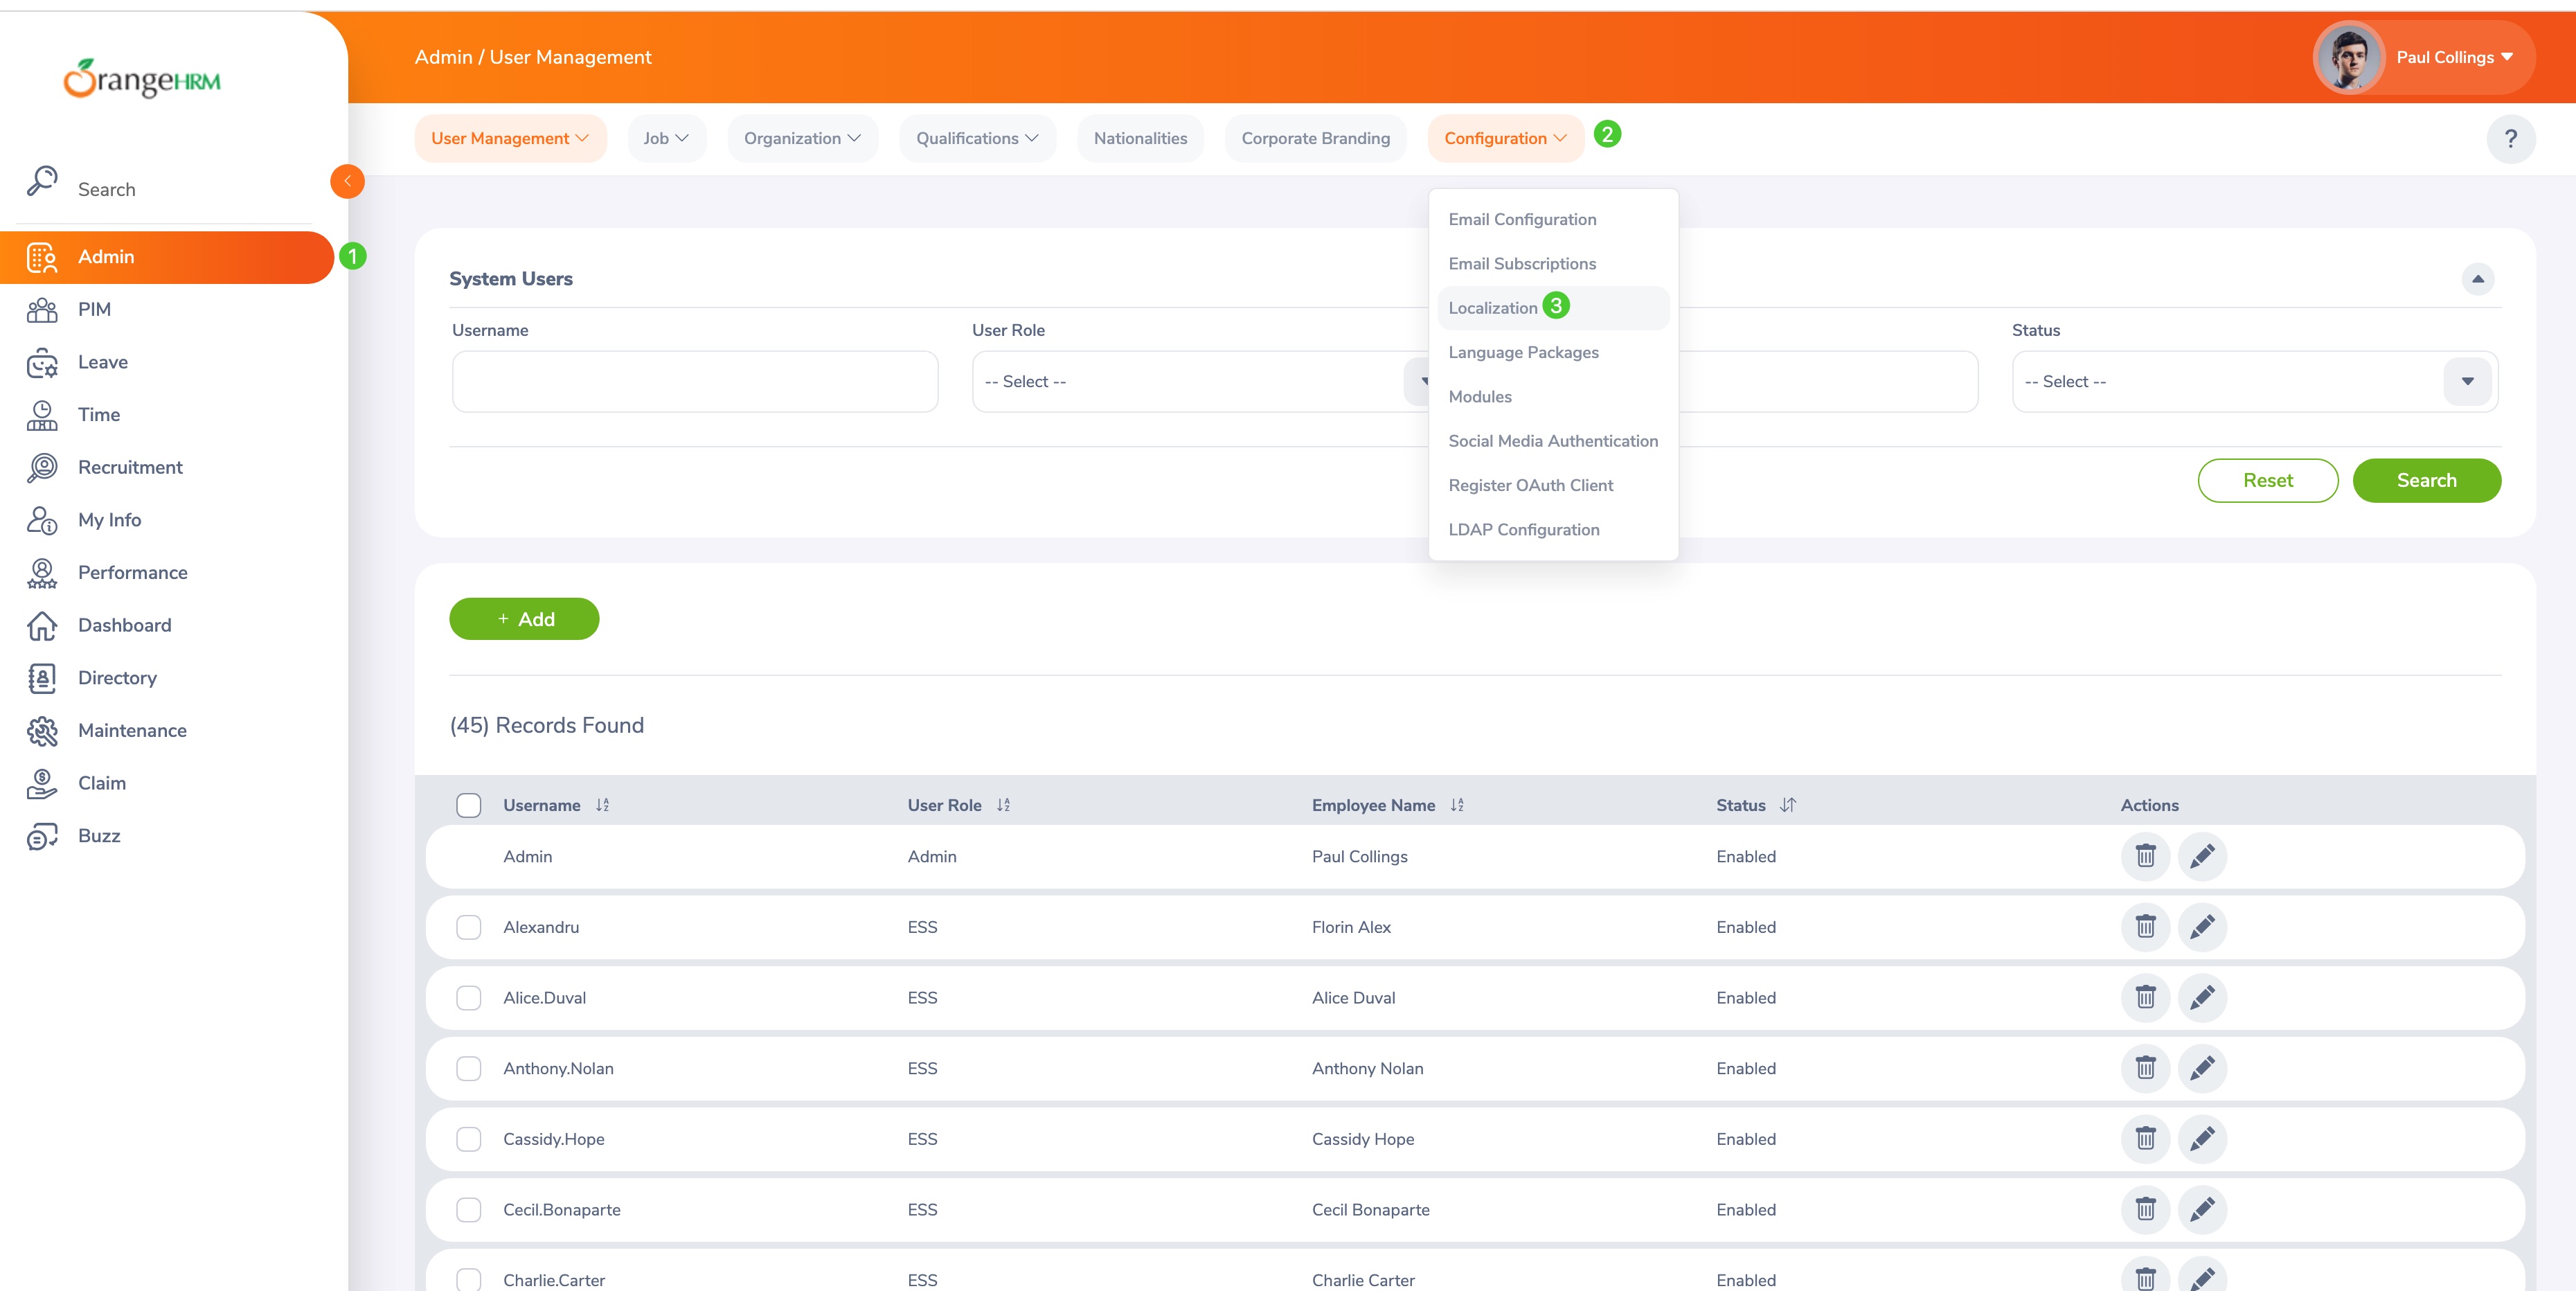 Admin / User Management
Paul Collings
OrangeHRM
User Management
Job
Organization
Qualifications
Nationalities
Corporate Branding
Configuration
2
?
Search
Admin
1
PIM
Leave
Time
Recruitment
My Info
Performance
Dashboard
Directory
Maintenance
Claim
Buzz
Email Configuration
Email Subscriptions
Localization 3
Language Packages
Modules
Social Media Authentication
Register OAuth Client
LDAP Configuration
System Users
Username
User Role
Status
-- Select --
-- Select --
Reset
Search
+ Add
(45) Records Found
Username User Role Employee Name Status Actions
Admin Admin Paul Collings Enabled
Alexandru ESS Florin Alex Enabled
Alice.Duval ESS Alice Duval Enabled
Anthony.Nolan ESS Anthony Nolan Enabled
Cassidy.Hope ESS Cassidy Hope Enabled
Cecil.Bonaparte ESS Cecil Bonaparte Enabled
Charlie.Carter ESS Charlie Carter Enabled